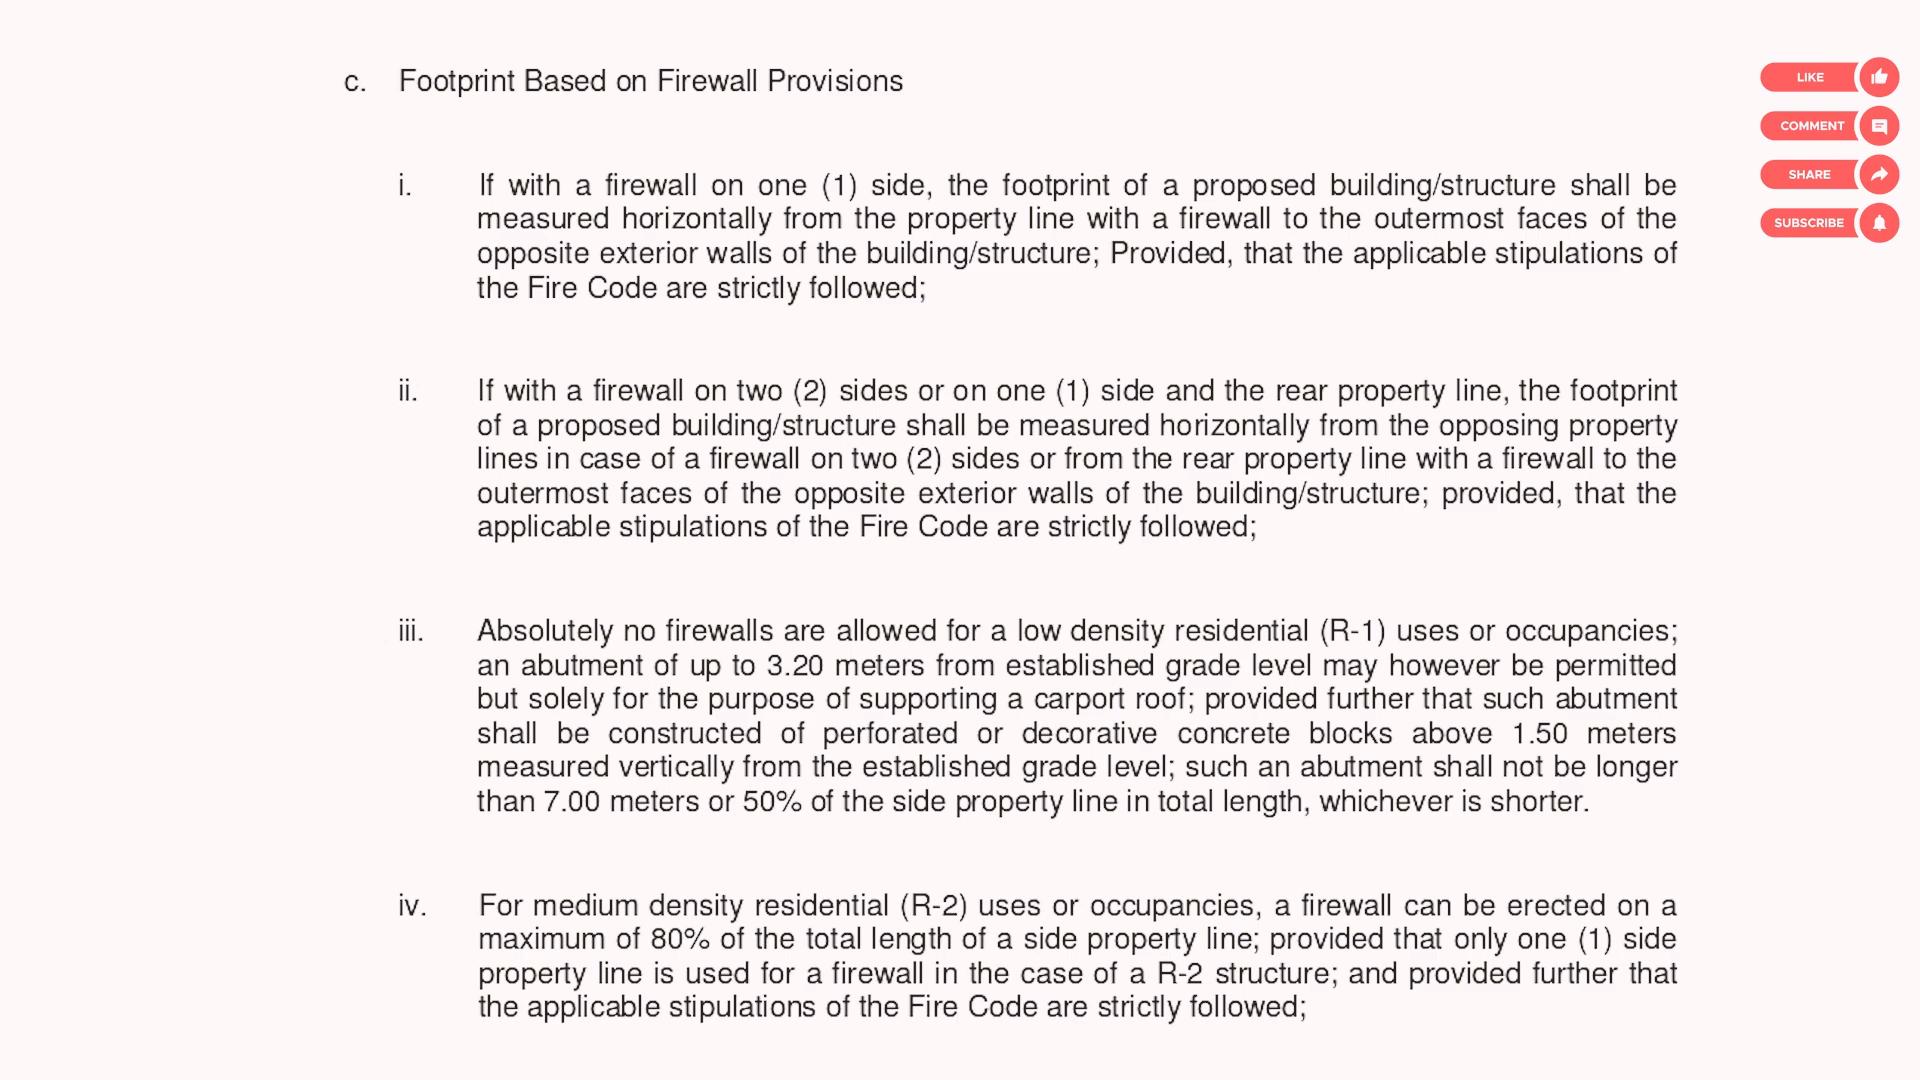 c. Footprint Based on Firewall Provisions
LIKE
COMMENT
SHARE
SUBSCRIBE
i. If with a firewall on one (1) side, the footprint of a proposed building/structure shall be
measured horizontally from the property line with a firewall to the outermost faces of the
opposite exterior walls of the building/structure; Provided, that the applicable stipulations of
the Fire Code are strictly followed;
ii. If with a firewall on two (2) sides or on one (1) side and the rear property line, the footprint
of a proposed building/structure shall be measured horizontally from the opposing property
lines in case of a firewall on two (2) sides or from the rear property line with a firewall to the
outermost faces of the opposite exterior walls of the building/structure; provided, that the
applicable stipulations of the Fire Code are strictly followed;
iii. Absolutely no firewalls are allowed for a low density residential (R-1) uses or occupancies;
an abutment of up to 3.20 meters from established grade level may however be permitted
but solely for the purpose of supporting a carport roof; provided further that such abutment
shall be constructed of perforated or decorative concrete blocks above 1.50 meters
measured vertically from the established grade level; such an abutment shall not be longer
than 7.00 meters or 50% of the side property line in total length, whichever is shorter.
iv. For medium density residential (R-2) uses or occupancies, a firewall can be erected on a
maximum of 80% of the total length of a side property line; provided that only one (1) side
property line is used for a firewall in the case of a R-2 structure; and provided further that
the applicable stipulations of the Fire Code are strictly followed;